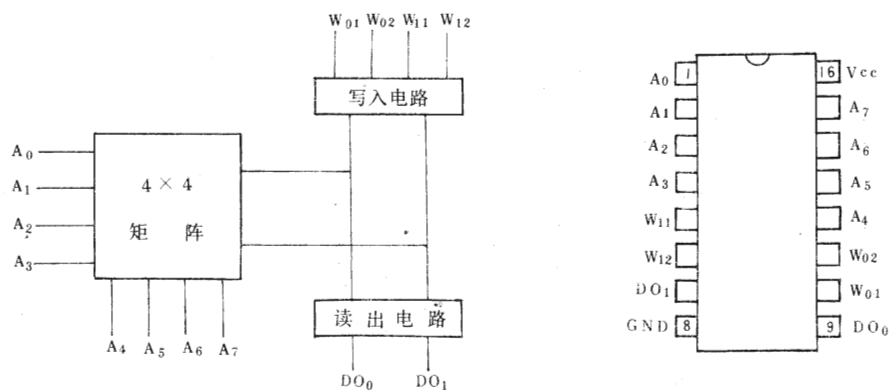 W01 W02 W11 W12
写入电路
A0
A1
A2
A3
4 × 4
矩 阵
A4 A5 A6 A7
读 出 电 路
DO0 DO1
A0 1 16 Vcc
A1 A7
A2 A6
A3 A5
W11 A4
W12 W02
DO1 W01
GND 8 9 DO0